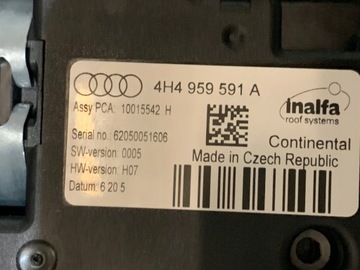 4H4 959 591 A
Assy PCA: 10015542 H
Inalfa
roof systems
Serial no.: 62050051606
Continental
SW-version: 0005
Made in Czech Republic
HW-version: H07
Datum: 6 20 5